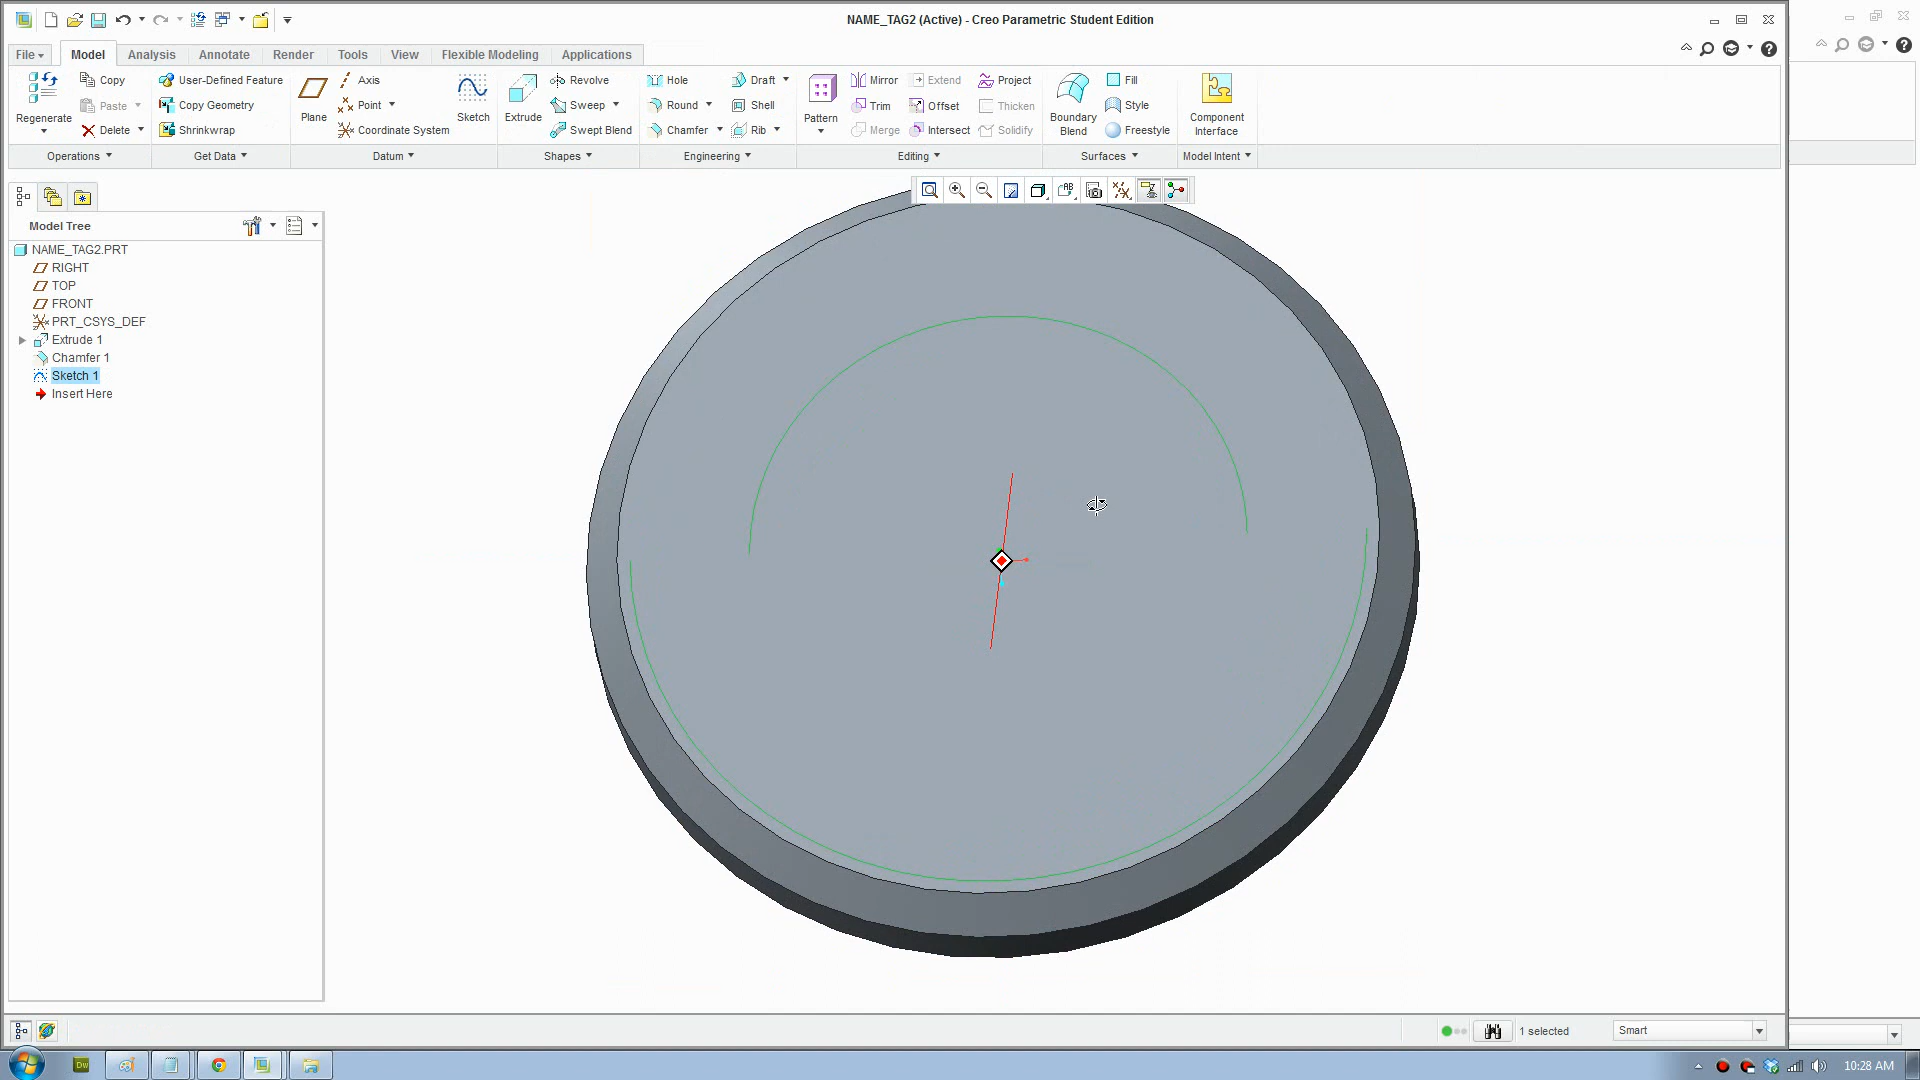 NAME_TAG2 (Active) - Creo Parametric Student Edition
File Model Analysis Annotate Render Tools View Flexible Modeling Applications
Regenerate
Copy
Paste
Delete
Operations
User-Defined Feature
Copy Geometry
Shrinkwrap
Get Data
Plane
Axis
Point
Coordinate System
Sketch
Datum
Extrude
Revolve
Sweep
Swept Blend
Shapes
Hole
Round
Chamfer
Draft
Shell
Rib
Engineering
Pattern
Mirror
Trim
Merge
Extend
Offset
Intersect
Project
Thicken
Solidify
Editing
Boundary
Blend
Fill
Style
Freestyle
Surfaces
Component
Interface
Model Intent
Model Tree
NAME_TAG2.PRT
RIGHT
TOP
FRONT
PRT_CSYS_DEF
Extrude 1
Chamfer 1
Sketch 1
Insert Here
1 selected
Smart
Dw
10:28 AM